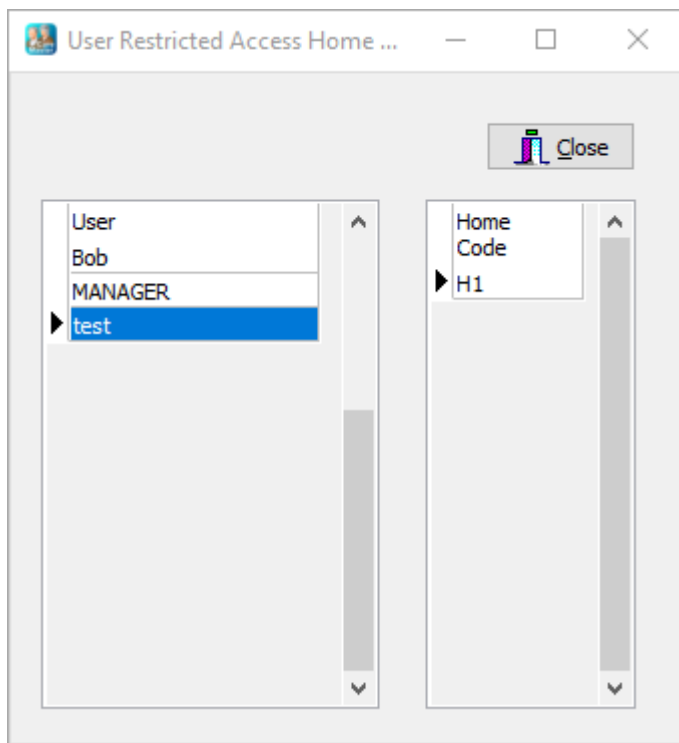 User Restricted Access Home ...
Close
User
Bob
MANAGER
test
Home
Code
H1